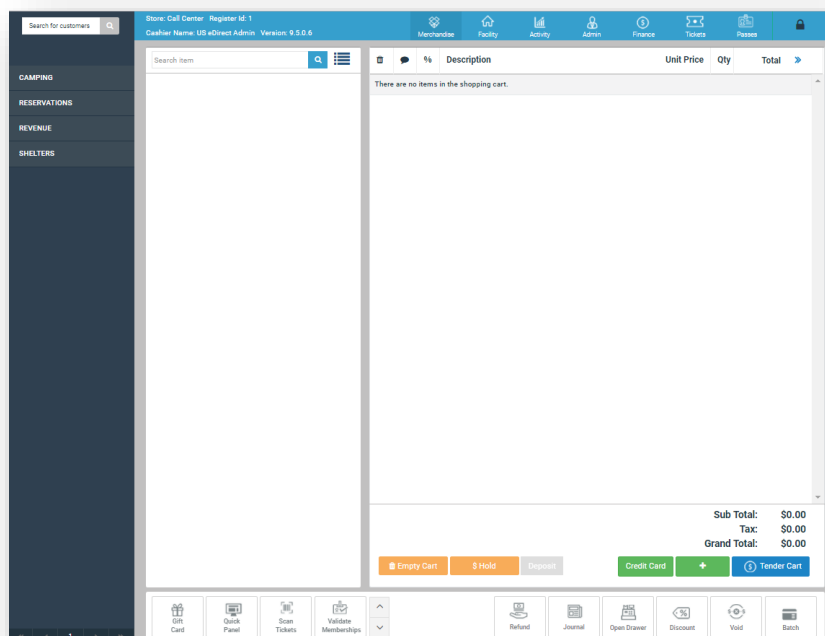 Search for customers
Store: Call Center Register Id: 1
Cashier Name: US eDirect Admin Version: 9.5.0.6
Merchandise
Facility
Activity
Admin
Finance
Tickets
Passes
CAMPING
RESERVATIONS
REVENUE
SHELTERS
Search item
% Description Unit Price Qty Total »
There are no items in the shopping cart.
Sub Total: $0.00
Tax: $0.00
Grand Total: $0.00
Empty Cart
Hold
Deposit
Credit Card
+
Tender Cart
Gift
Card
Quick
Panel
Scan
Tickets
Validate
Memberships
Refund
Journal
Open Drawer
Discount
Void
Batch